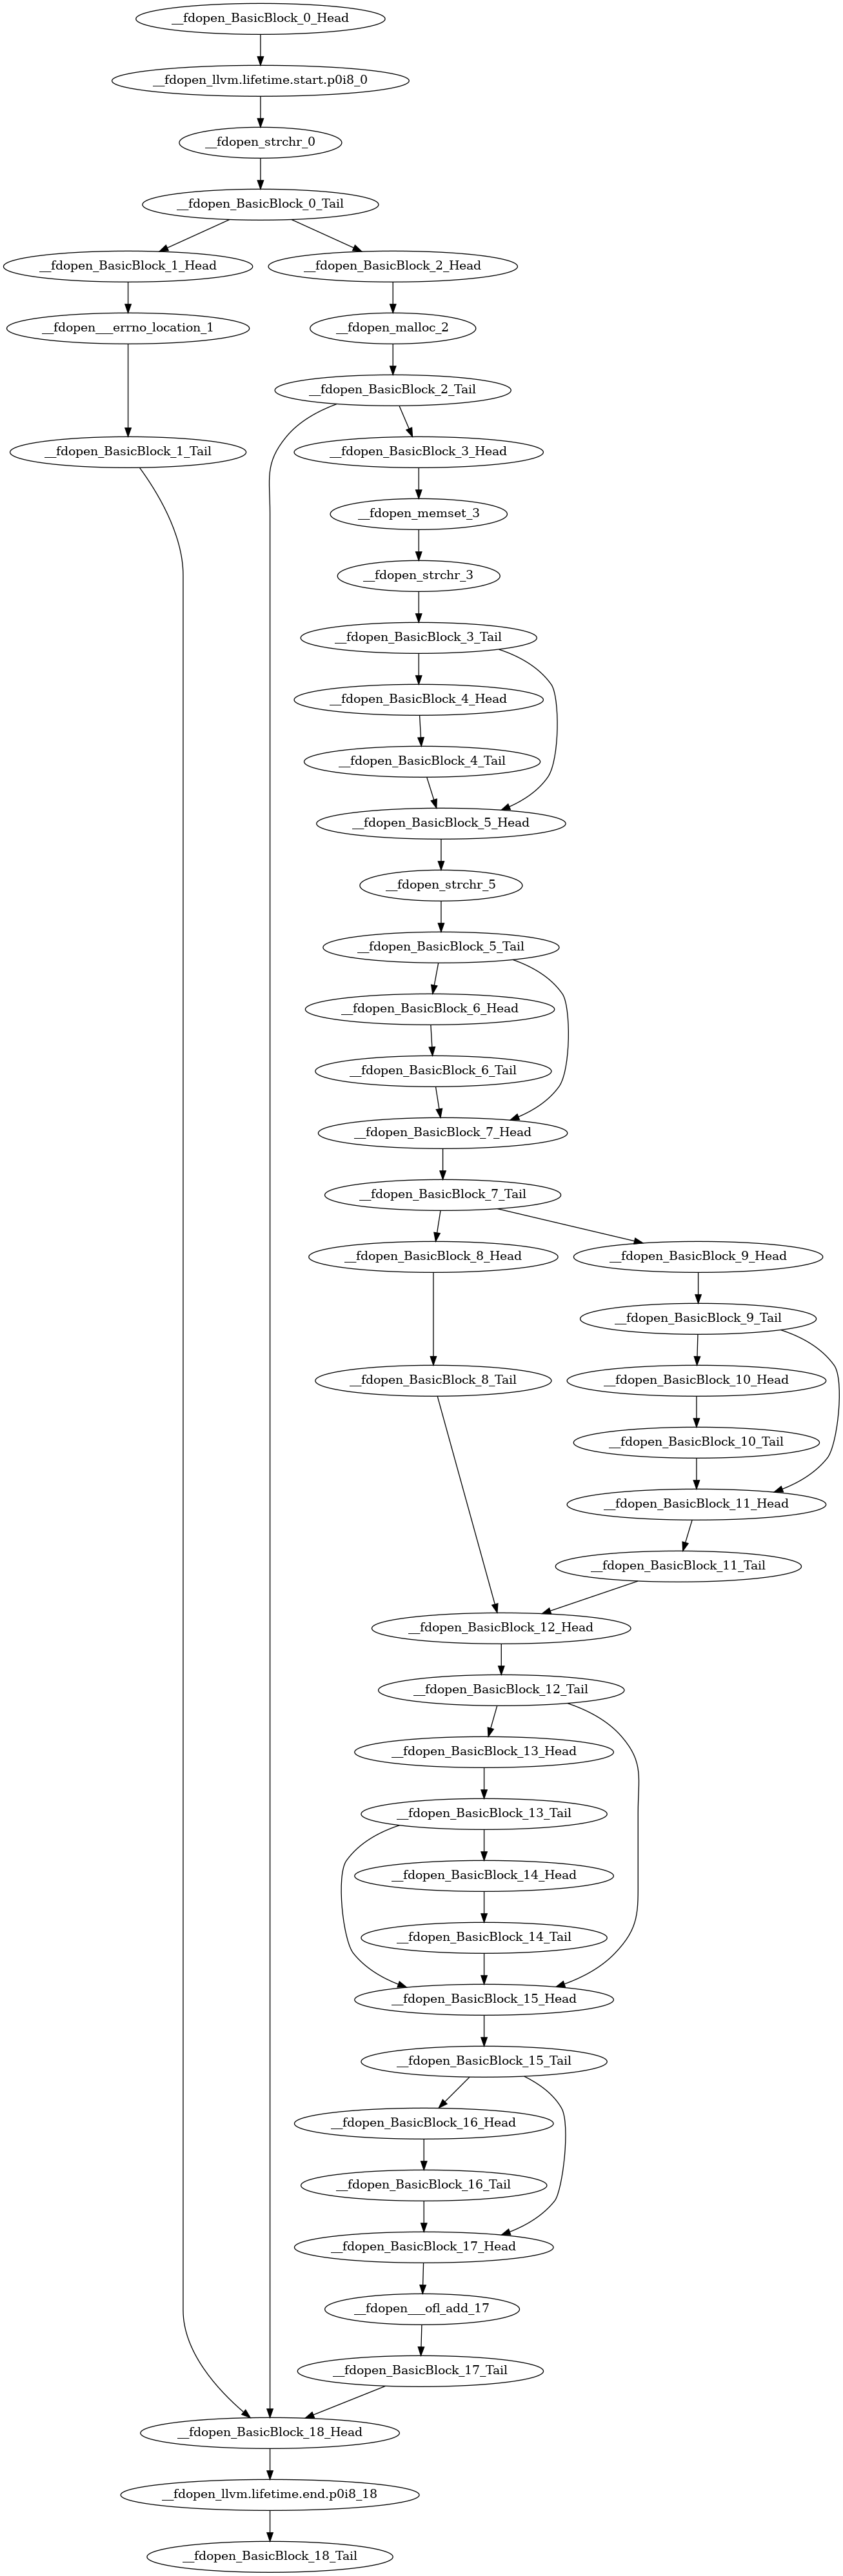 __fdopen_BasicBlock_0_Head
__fdopen_llvm.lifetime.start.p0i8_0
__fdopen_strchr_0
__fdopen_BasicBlock_0_Tail
__fdopen_BasicBlock_1_Head
__fdopen_BasicBlock_2_Head
__fdopen___errno_location_1
__fdopen_malloc_2
__fdopen_BasicBlock_2_Tail
__fdopen_BasicBlock_1_Tail
__fdopen_BasicBlock_3_Head
__fdopen_memset_3
__fdopen_strchr_3
__fdopen_BasicBlock_3_Tail
__fdopen_BasicBlock_4_Head
__fdopen_BasicBlock_4_Tail
__fdopen_BasicBlock_5_Head
__fdopen_strchr_5
__fdopen_BasicBlock_5_Tail
__fdopen_BasicBlock_6_Head
__fdopen_BasicBlock_6_Tail
__fdopen_BasicBlock_7_Head
__fdopen_BasicBlock_7_Tail
__fdopen_BasicBlock_8_Head
__fdopen_BasicBlock_9_Head
__fdopen_BasicBlock_9_Tail
__fdopen_BasicBlock_8_Tail
__fdopen_BasicBlock_10_Head
__fdopen_BasicBlock_10_Tail
__fdopen_BasicBlock_11_Head
__fdopen_BasicBlock_11_Tail
__fdopen_BasicBlock_12_Head
__fdopen_BasicBlock_12_Tail
__fdopen_BasicBlock_13_Head
__fdopen_BasicBlock_13_Tail
__fdopen_BasicBlock_14_Head
__fdopen_BasicBlock_14_Tail
__fdopen_BasicBlock_15_Head
__fdopen_BasicBlock_15_Tail
__fdopen_BasicBlock_16_Head
__fdopen_BasicBlock_16_Tail
__fdopen_BasicBlock_17_Head
__fdopen___ofl_add_17
__fdopen_BasicBlock_17_Tail
__fdopen_BasicBlock_18_Head
__fdopen_llvm.lifetime.end.p0i8_18
__fdopen_BasicBlock_18_Tail